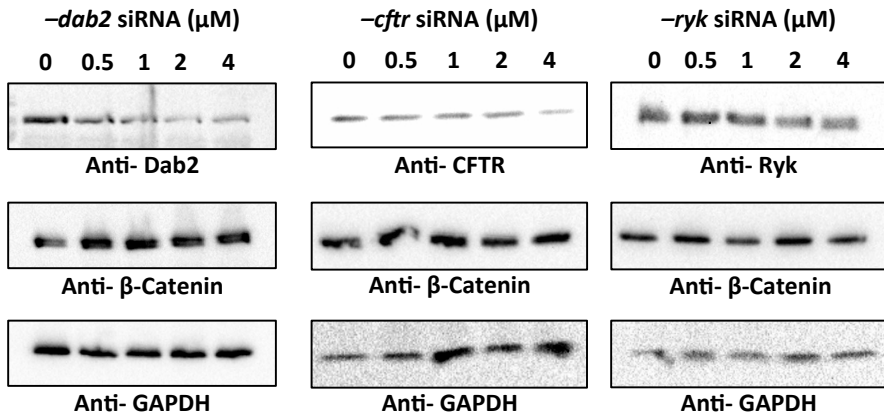 –dab2 siRNA (μM) –cftr siRNA (μM) –ryk siRNA (μM)
0 0.5 1 2 4 0 0.5 1 2 4 0 0.5 1 2 4
Anti- Dab2 Anti- CFTR Anti- Ryk
Anti- β-Catenin Anti- β-Catenin Anti- β-Catenin
Anti- GAPDH Anti- GAPDH Anti- GAPDH